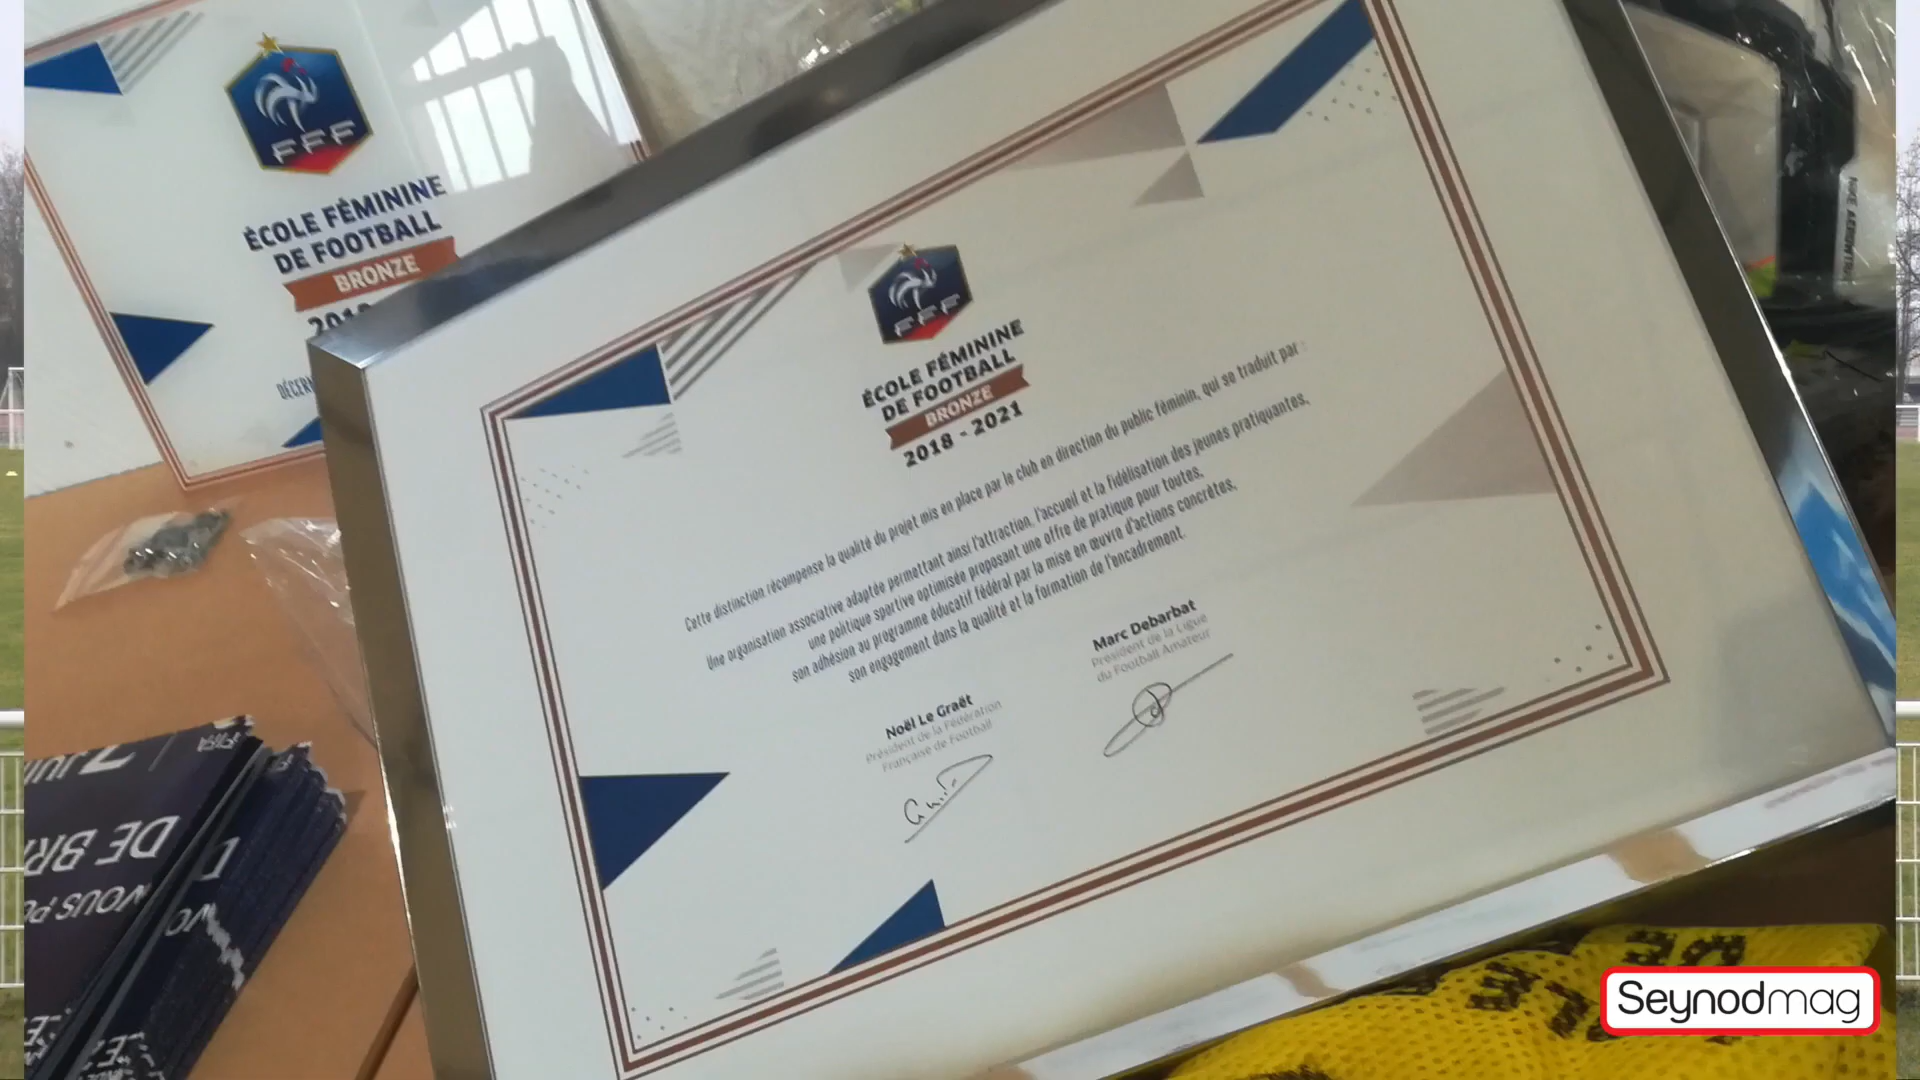 FFF
ÉCOLE FÉMININE
DE FOOTBALL
BRONZE
FFF
ÉCOLE FÉMININE
DE FOOTBALL
BRONZE
2018 - 2021
Cette distinction récompense la qualité du projet mis en place par le club en direction du public féminin, qui se traduit par :
Une organisation associative adaptée permettant ainsi l'attraction, l'accueil et la fidélisation des jeunes pratiquantes,
une politique sportive optimisée proposant une offre de pratique pour toutes,
son adhésion au programme éducatif fédéral par la mise en œuvre d'actions concrètes,
son engagement dans la qualité et la formation de l'encadrement.
Marc Debarbat
Président de la Ligue
du Football Amateur
Noël Le Graët
Président de la Fédération
Française de Football
7 JUI
DE BR
VOUS PO
Seynodmag